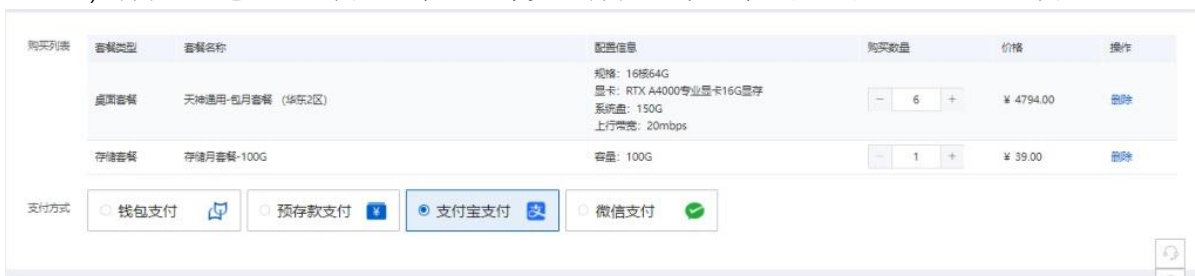 购买列表
套餐类型 套餐名称 配置信息 购买数量 价格 操作
桌面套餐 天神通用-包月套餐 (华东2区) 规格: 16核64G
显卡: RTX A4000专业显卡16G显存
系统盘: 150G
上行带宽: 20mbps
− 6 + ¥ 4794.00 删除
存储套餐 存储月套餐-100G 容量: 100G − 1 + ¥ 39.00 删除
支付方式 钱包支付 预存款支付 支付宝支付 微信支付